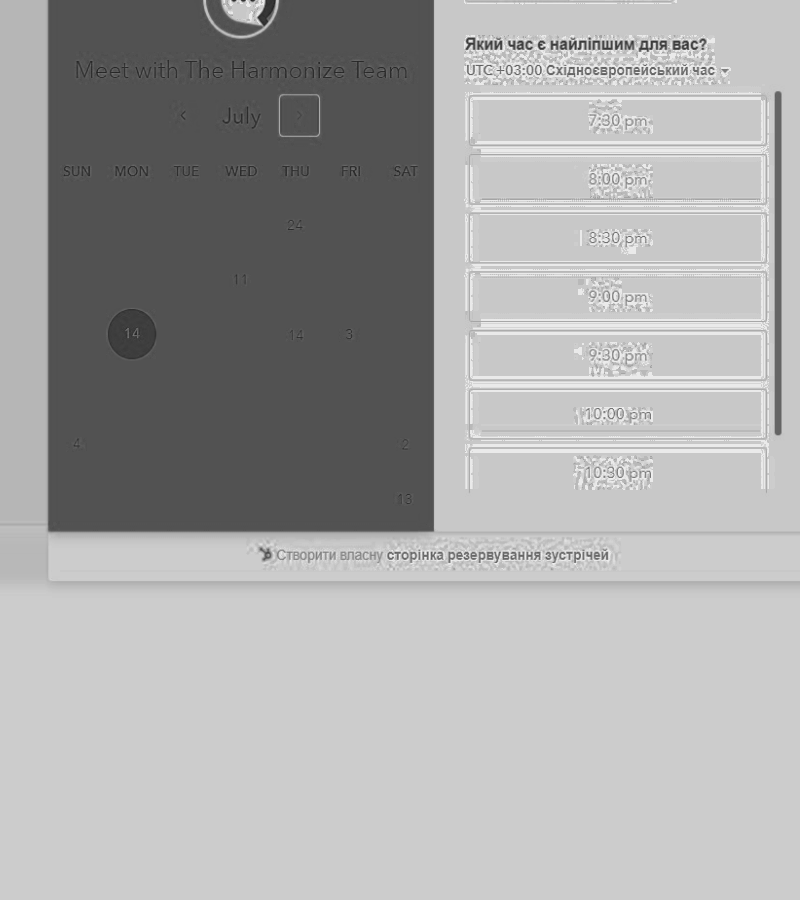 Meet with The Harmonize Team
July
SUN MON TUE WED THU FRI SAT
24
11
14 14 3
4 2
13
Який час є найліпшим для вас?
UTC +03:00 Східноєвропейський час
7:30 pm
8:00 pm
8:30 pm
9:00 pm
9:30 pm
10:00 pm
10:30 pm
Створити власну сторінка резервування зустрічей